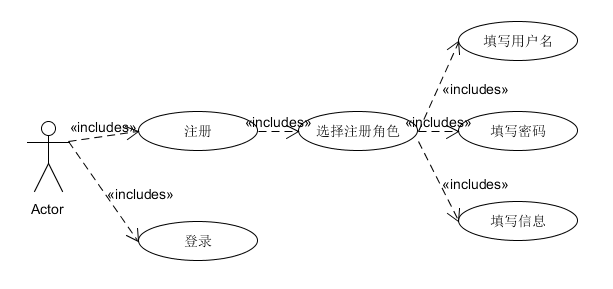 填写用户名
«includes»
«includes»
注册
«includes»
选择注册角色
«includes»
填写密码
«includes»
«includes»
Actor
填写信息
登录